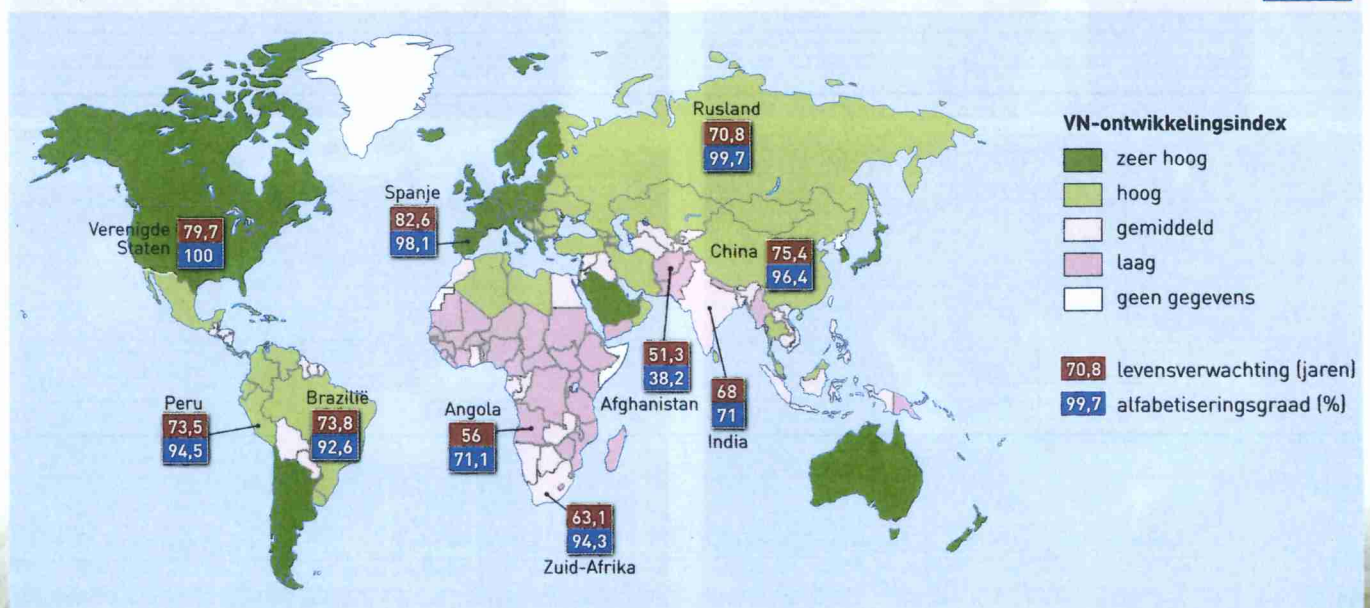 Rusland
70,8
99,7
Spanje
82,6
98,1
Verenigde
Staten
79,7
100
China
75,4
96,4
Peru
73,5
94,5
Brazilië
73,8
92,6
Angola
56
71,1
51,3
38,2
Afghanistan
68
71
India
63,1
94,3
Zuid-Afrika
VN-ontwikkelingsindex
zeer hoog
hoog
gemiddeld
laag
geen gegevens
70,8 levensverwachting (jaren)
99,7 alfabetiseringsgraad (%)